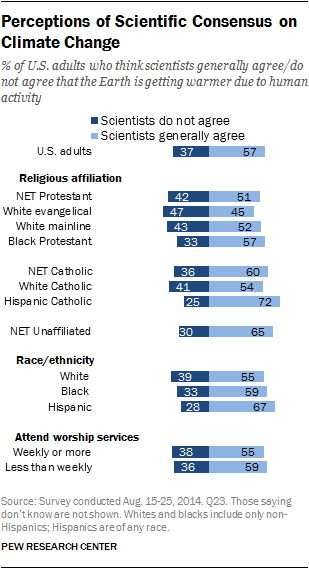 Perceptions of Scientific Consensus on
Climate Change
% of U.S. adults who think scientists generally agree/do
not agree that the Earth is getting warmer due to human
activity
Scientists do not agree
Scientists generally agree
U.S. adults 37 57
Religious affiliation
NET Protestant 42 51
White evangelical 47 45
White mainline 43 52
Black Protestant 33 57
NET Catholic 36 60
White Catholic 41 54
Hispanic Catholic 25 72
NET Unaffiliated 30 65
Race/ethnicity
White 39 55
Black 33 59
Hispanic 28 67
Attend worship services
Weekly or more 38 55
Less than weekly 36 59
Source: Survey conducted Aug. 15-25, 2014. Q23. Those saying
don't know are not shown. Whites and blacks include only non-
Hispanics; Hispanics are of any race.
PEW RESEARCH CENTER